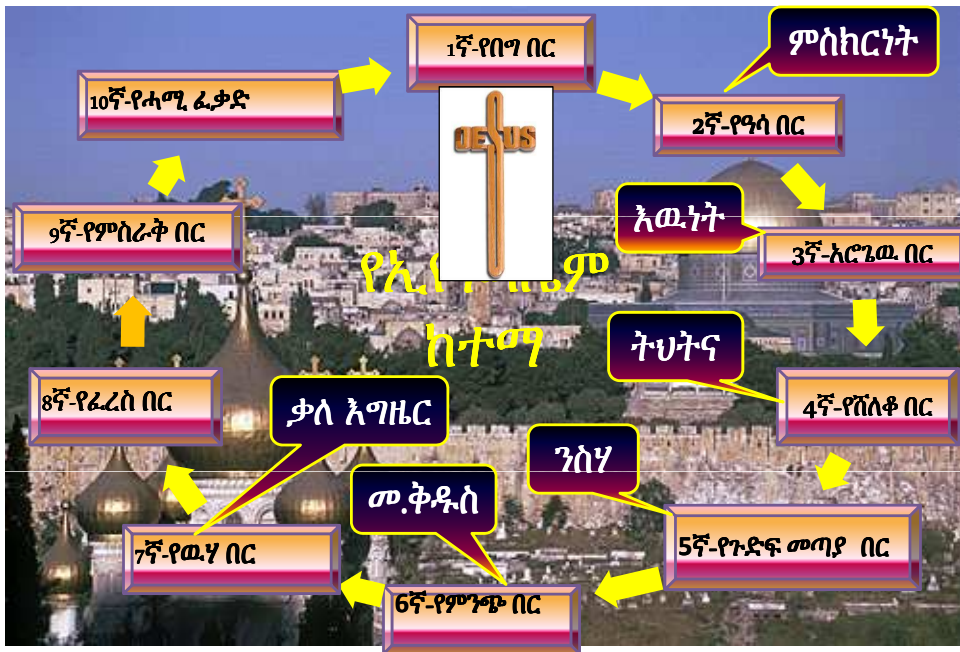 1ኛ-የበግ በር
ምስክርነት
2ኛ-የዓሳ በር
እዉነት
3ኛ-አሮጌዉ በር
ትህትና
4ኛ-የሸለቆ በር
ንስሃ
5ኛ-የጉድፍ መጣያ በር
መ.ቅዱስ
6ኛ-የምንጭ በር
ቃለ እግዜር
7ኛ-የዉሃ በር
8ኛ-የፈረስ በር
9ኛ-የምስራቅ በር
10ኛ-የሓሚ ፈቃድ
JESUS
ከተማ